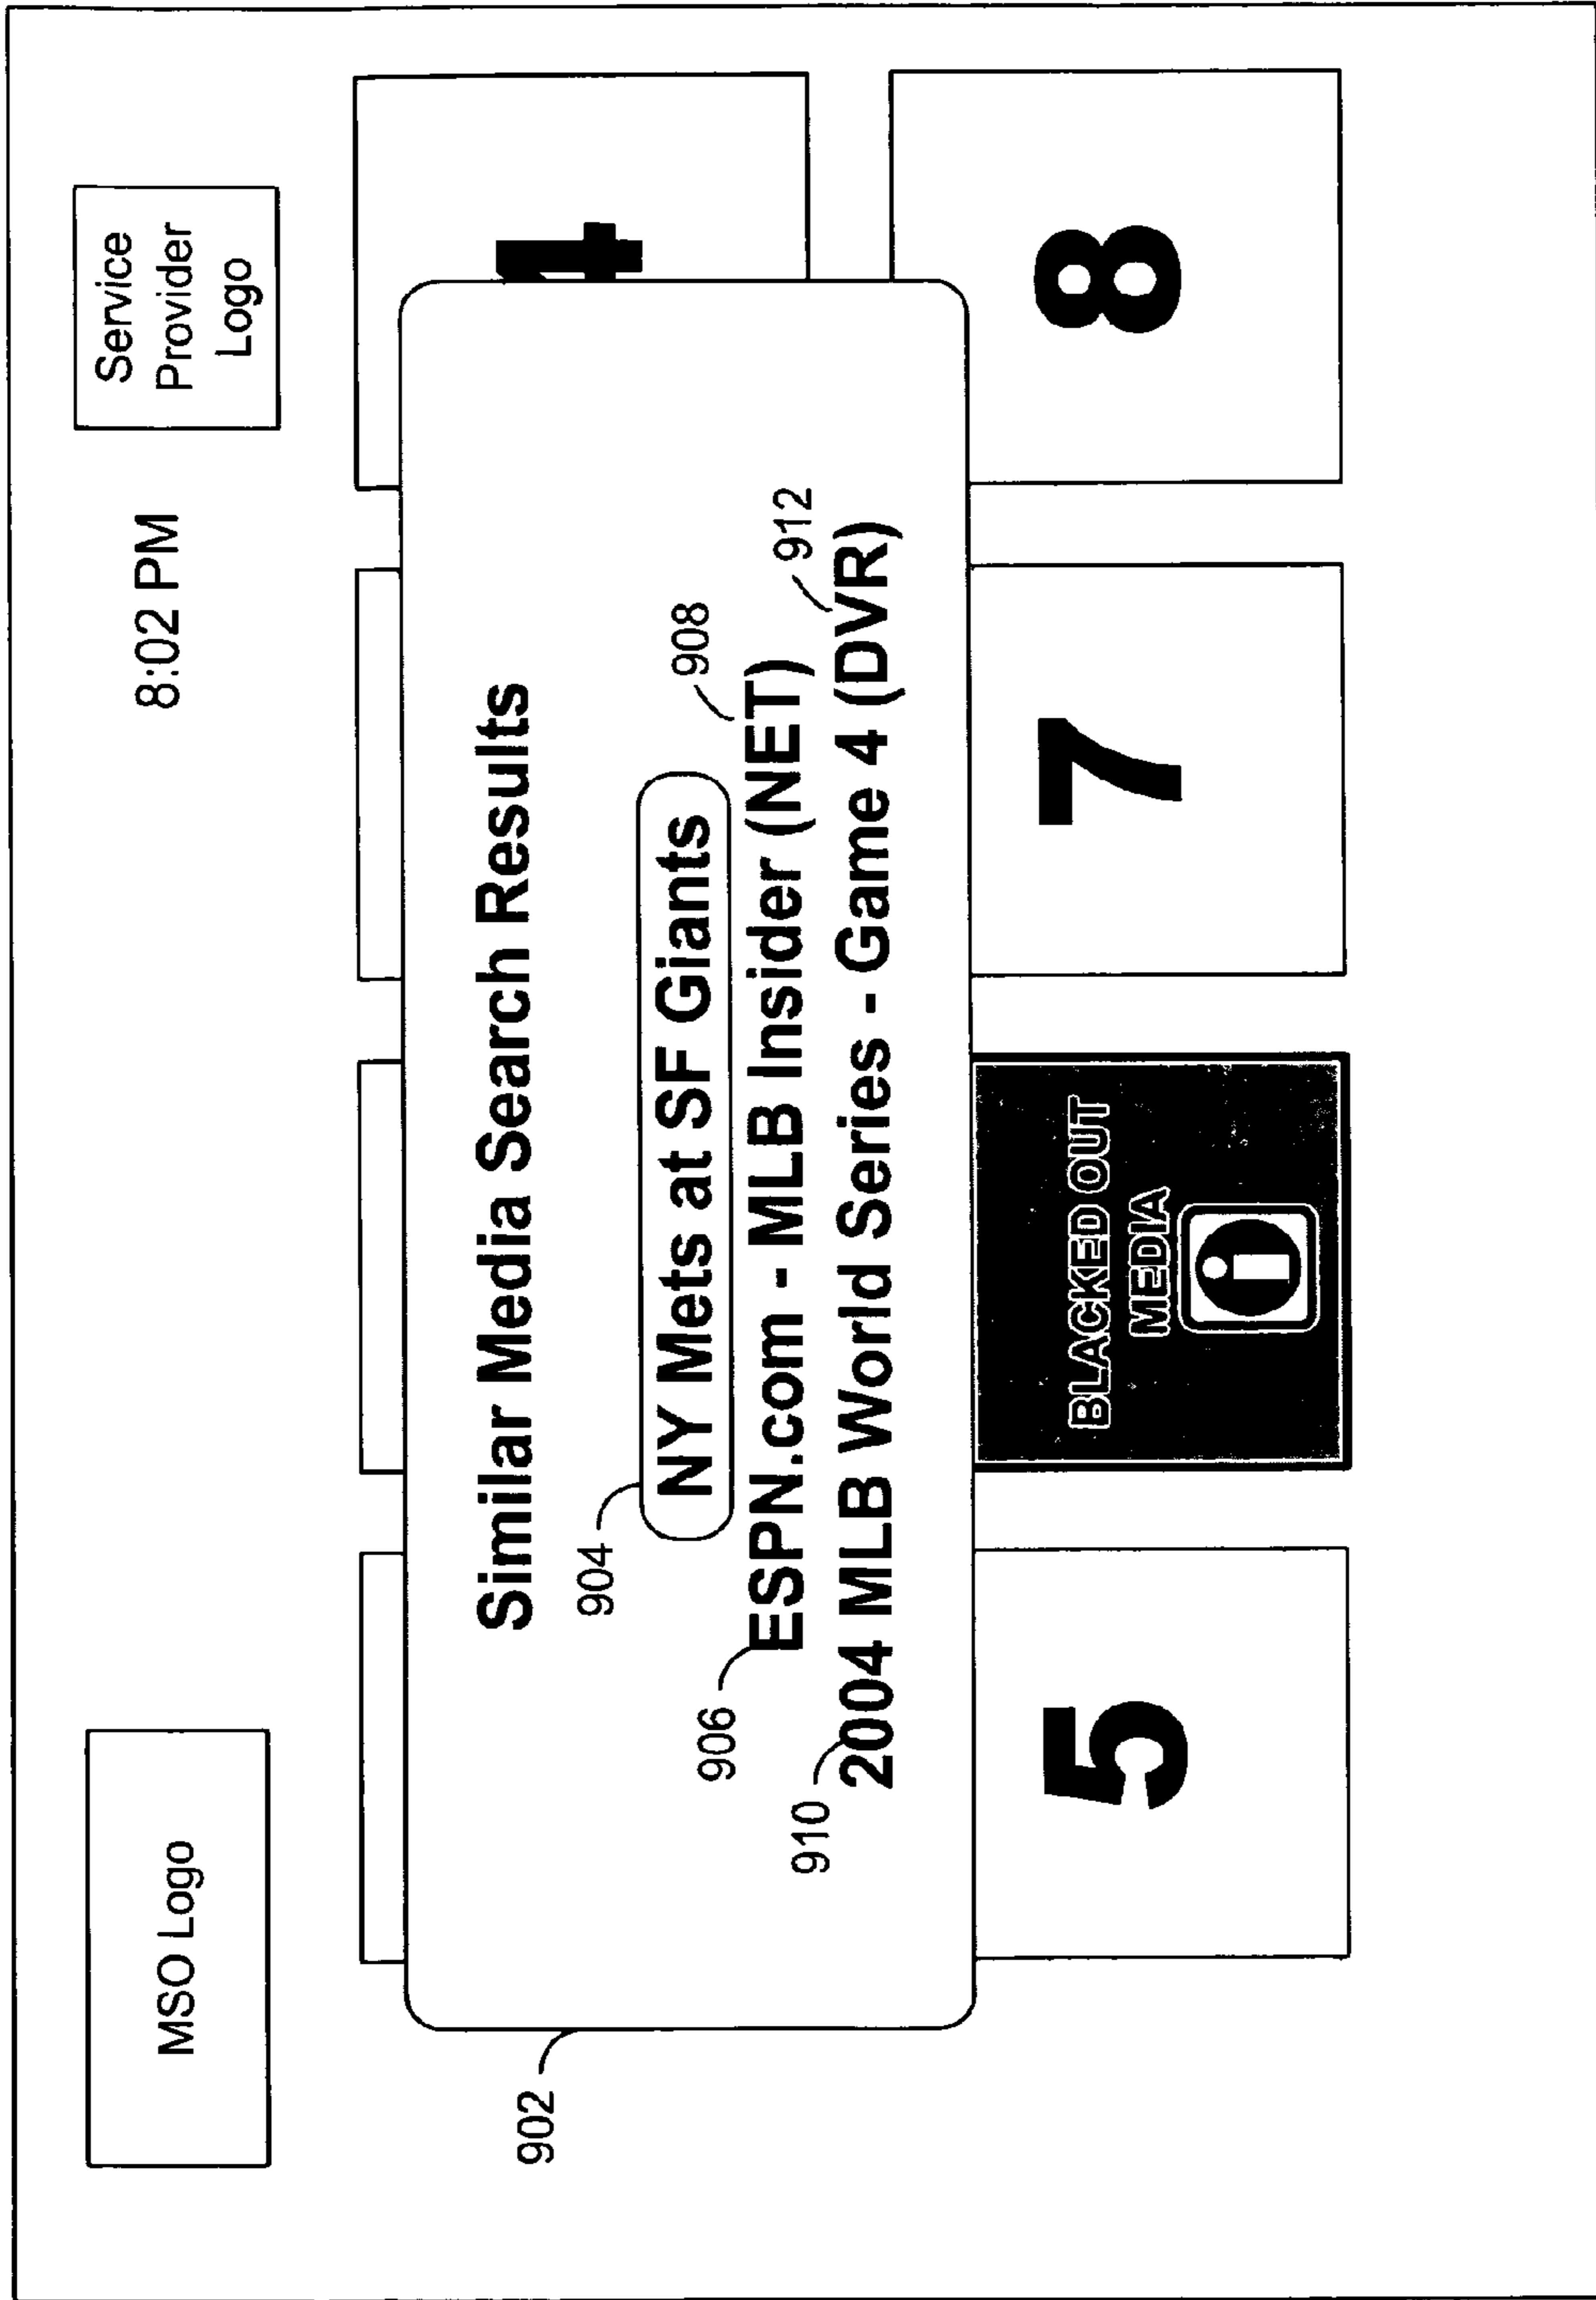 MSO Logo
8:02 PM
Service
Provider
Logo
902
Similar Media Search Results
904
NY Mets at SF Giants
906
908
ESPN.com - MLB Insider (NET)
910
912
2004 MLB World Series - Game 4 (DVR)
4
5
BLACKED OUT
MEDIA
i
7
8